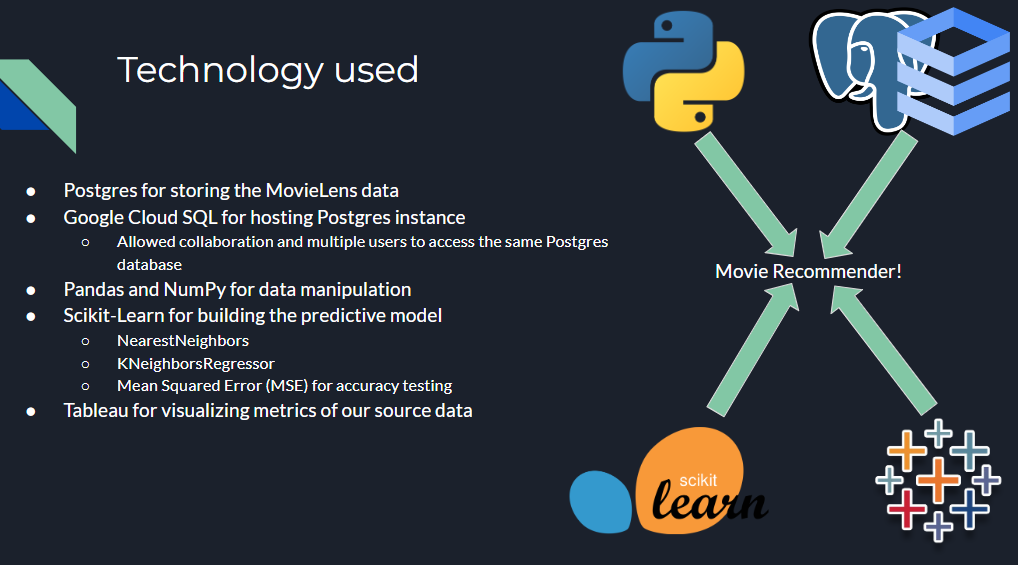 Technology used
● Postgres for storing the MovieLens data
● Google Cloud SQL for hosting Postgres instance
○ Allowed collaboration and multiple users to access the same Postgres
database
● Pandas and NumPy for data manipulation
● Scikit-Learn for building the predictive model
○ NearestNeighbors
○ KNeighborsRegressor
○ Mean Squared Error (MSE) for accuracy testing
● Tableau for visualizing metrics of our source data
Movie Recommender!
scikit
learn